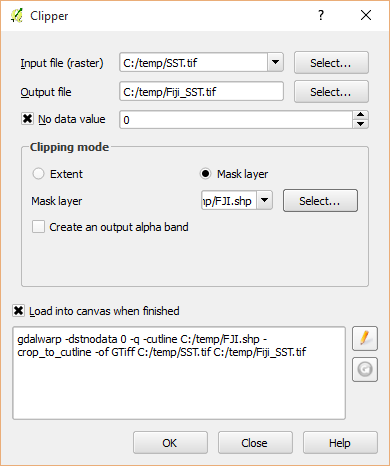 Clipper
?
Input file (raster) C:/temp/SST.tif Select...
Output file C:/temp/Fiji_SST.tif Select...
No data value 0
Clipping mode
Extent Mask layer
Mask layer ɪp/FJI.shp Select...
Create an output alpha band
Load into canvas when finished
gdalwarp -dstnodata 0 -q -cutline C:/temp/FJI.shp -
crop_to_cutline -of GTiff C:/temp/SST.tif C:/temp/Fiji_SST.tif
OK Close Help